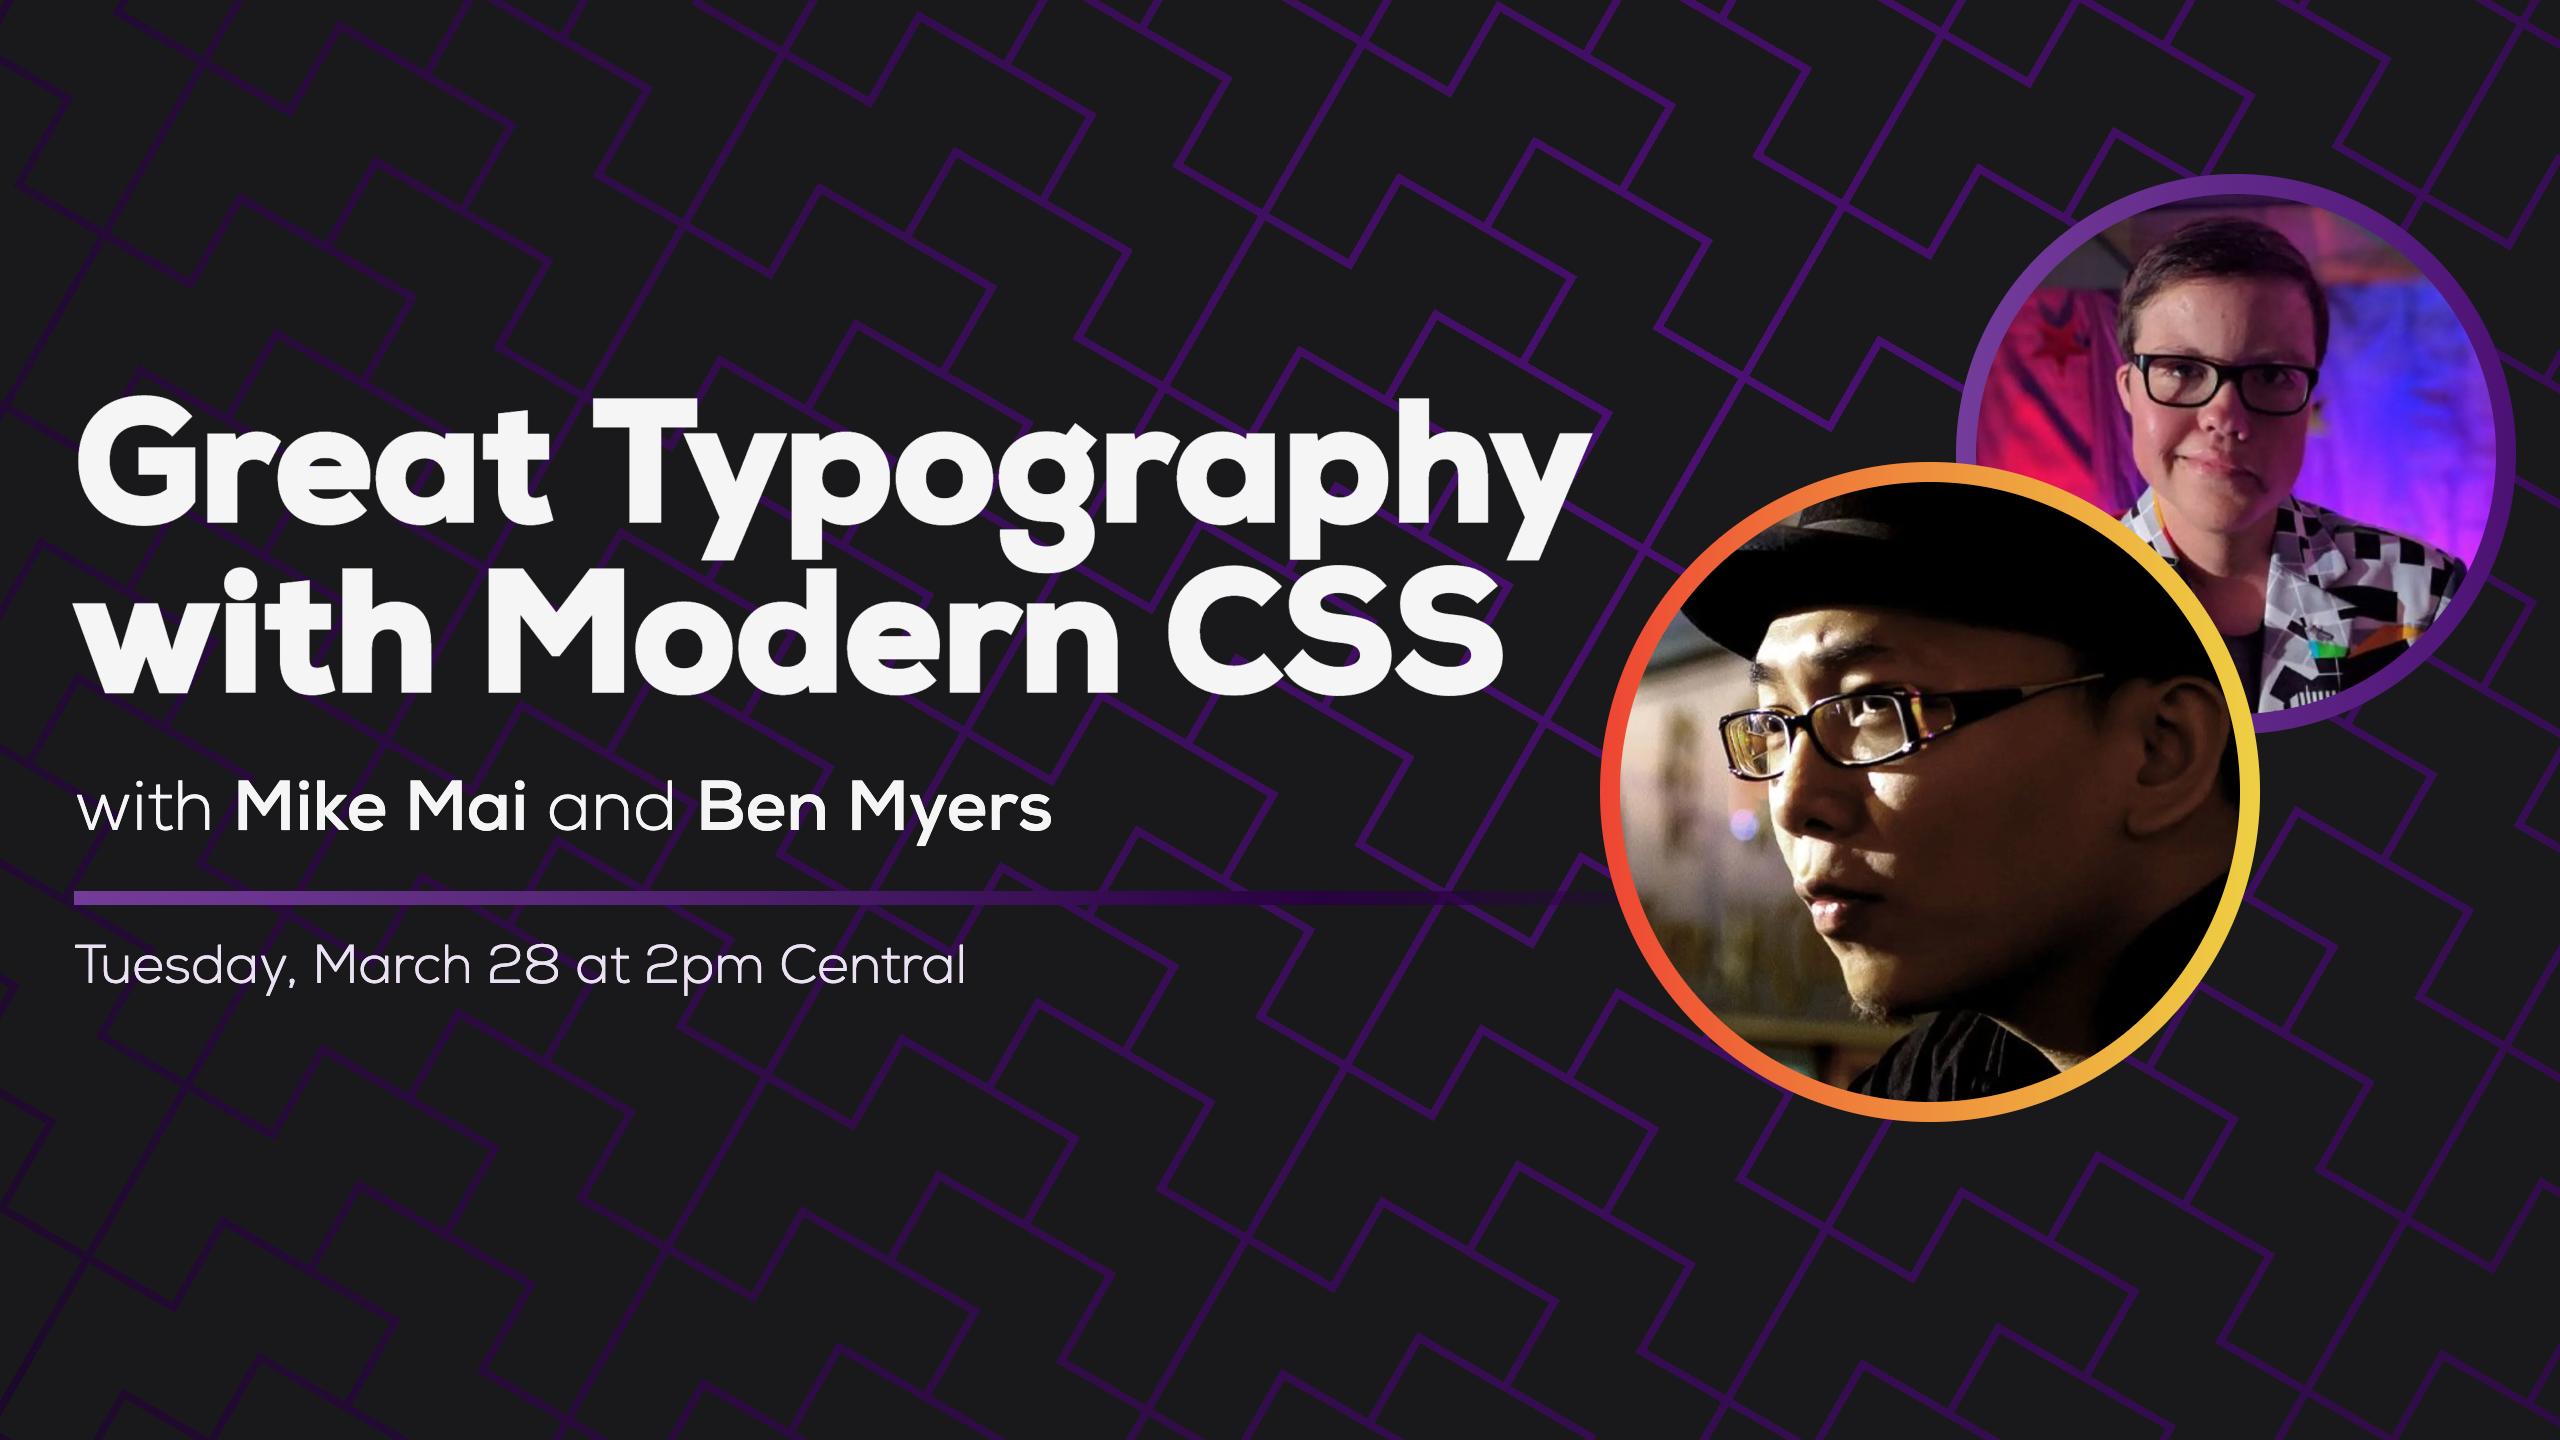 Great Typography
with Modern CSS
with Mike Mai and Ben Myers
Tuesday, March 28 at 2pm Central